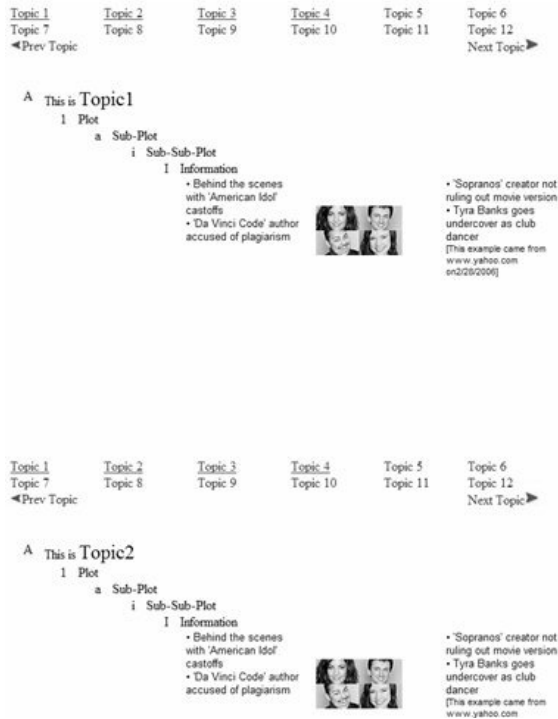 Topic 1 Topic 2 Topic 3 Topic 4 Topic 5 Topic 6
Topic 7 Topic 8 Topic 9 Topic 10 Topic 11 Topic 12
◄Prev Topic Next Topic►
A This is Topic1
1 Plot
a Sub-Plot
i Sub-Sub-Plot
I Information
• Behind the scenes
with 'American Idol'
castoffs
• 'Da Vinci Code' author
accused of plagiarism
• 'Sopranos' creator not
ruling out movie version
• Tyra Banks goes
undercover as club
dancer
[This example came from
www.yahoo.com
on2/28/2006]
Topic 1 Topic 2 Topic 3 Topic 4 Topic 5 Topic 6
Topic 7 Topic 8 Topic 9 Topic 10 Topic 11 Topic 12
◄Prev Topic Next Topic►
A This is Topic2
1 Plot
a Sub-Plot
i Sub-Sub-Plot
I Information
• Behind the scenes
with 'American Idol'
castoffs
• 'Da Vinci Code' author
accused of plagiarism
• 'Sopranos' creator not
ruling out movie version
• Tyra Banks goes
undercover as club
dancer
[This example came from
www.yahoo.com